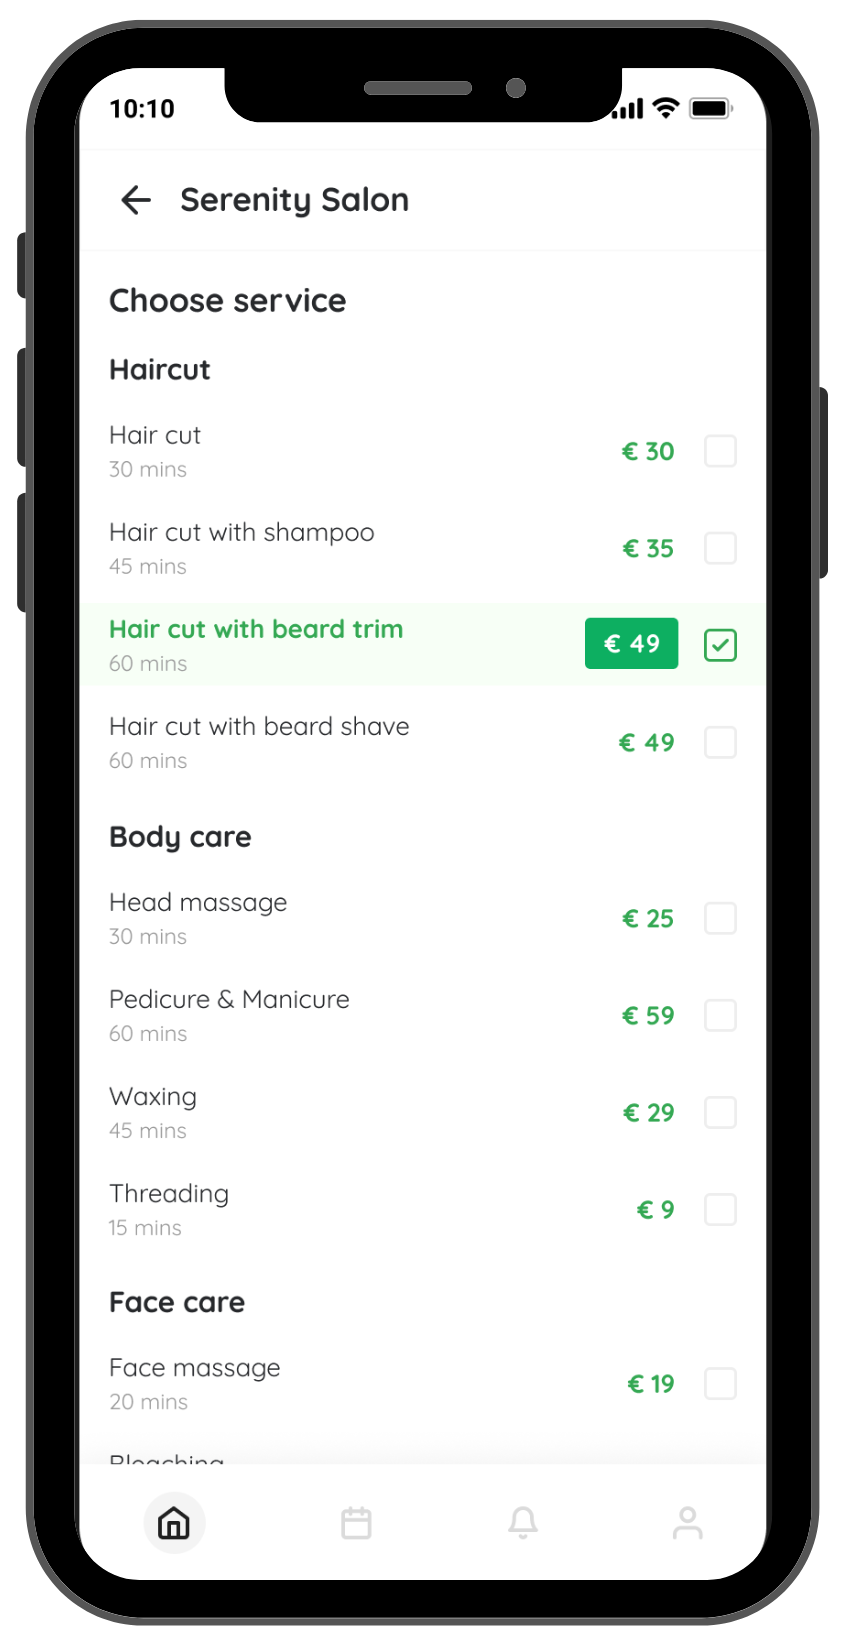 10:10
Serenity Salon
Choose service
Haircut
Hair cut
€ 30
30 mins
Hair cut with shampoo
€ 35
45 mins
Hair cut with beard trim
€ 49
60 mins
Hair cut with beard shave
€ 49
60 mins
Body care
Head massage
€ 25
30 mins
Pedicure & Manicure
€ 59
60 mins
Waxing
€ 29
45 mins
Threading
€ 9
15 mins
Face care
Face massage
€ 19
20 mins
Bleaching